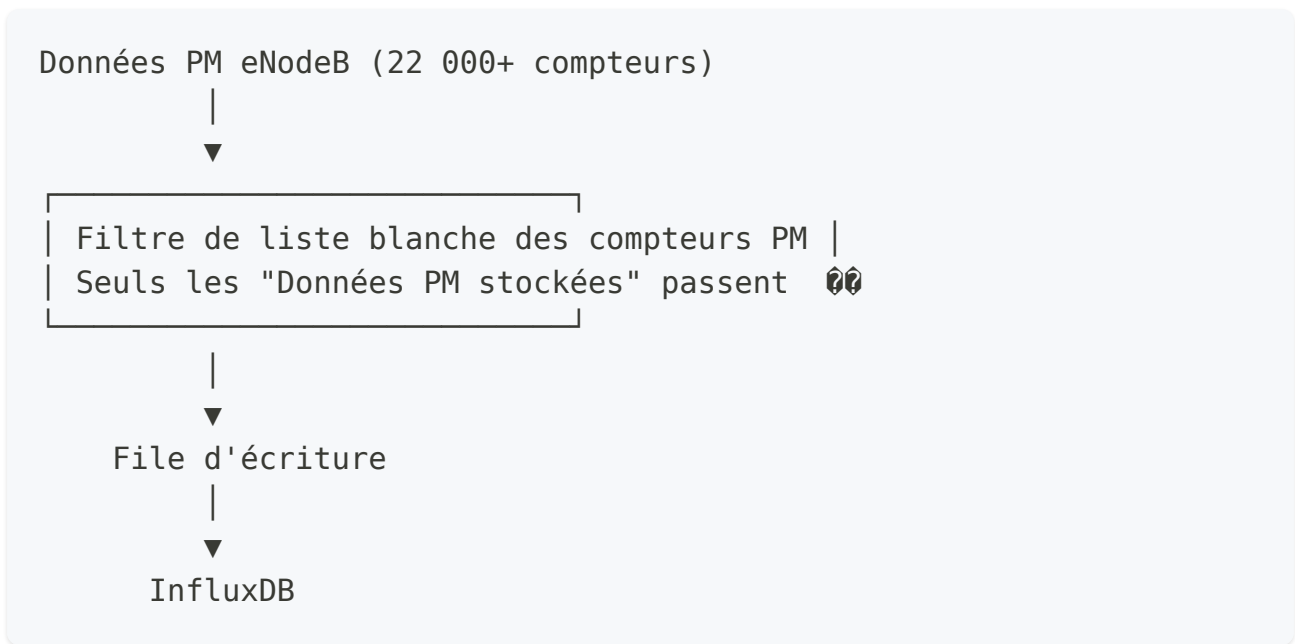 Données PM eNodeB (22 000+ compteurs)
Filtre de liste blanche des compteurs PM
Seuls les "Données PM stockées" passent ��
File d'écriture
InfluxDB